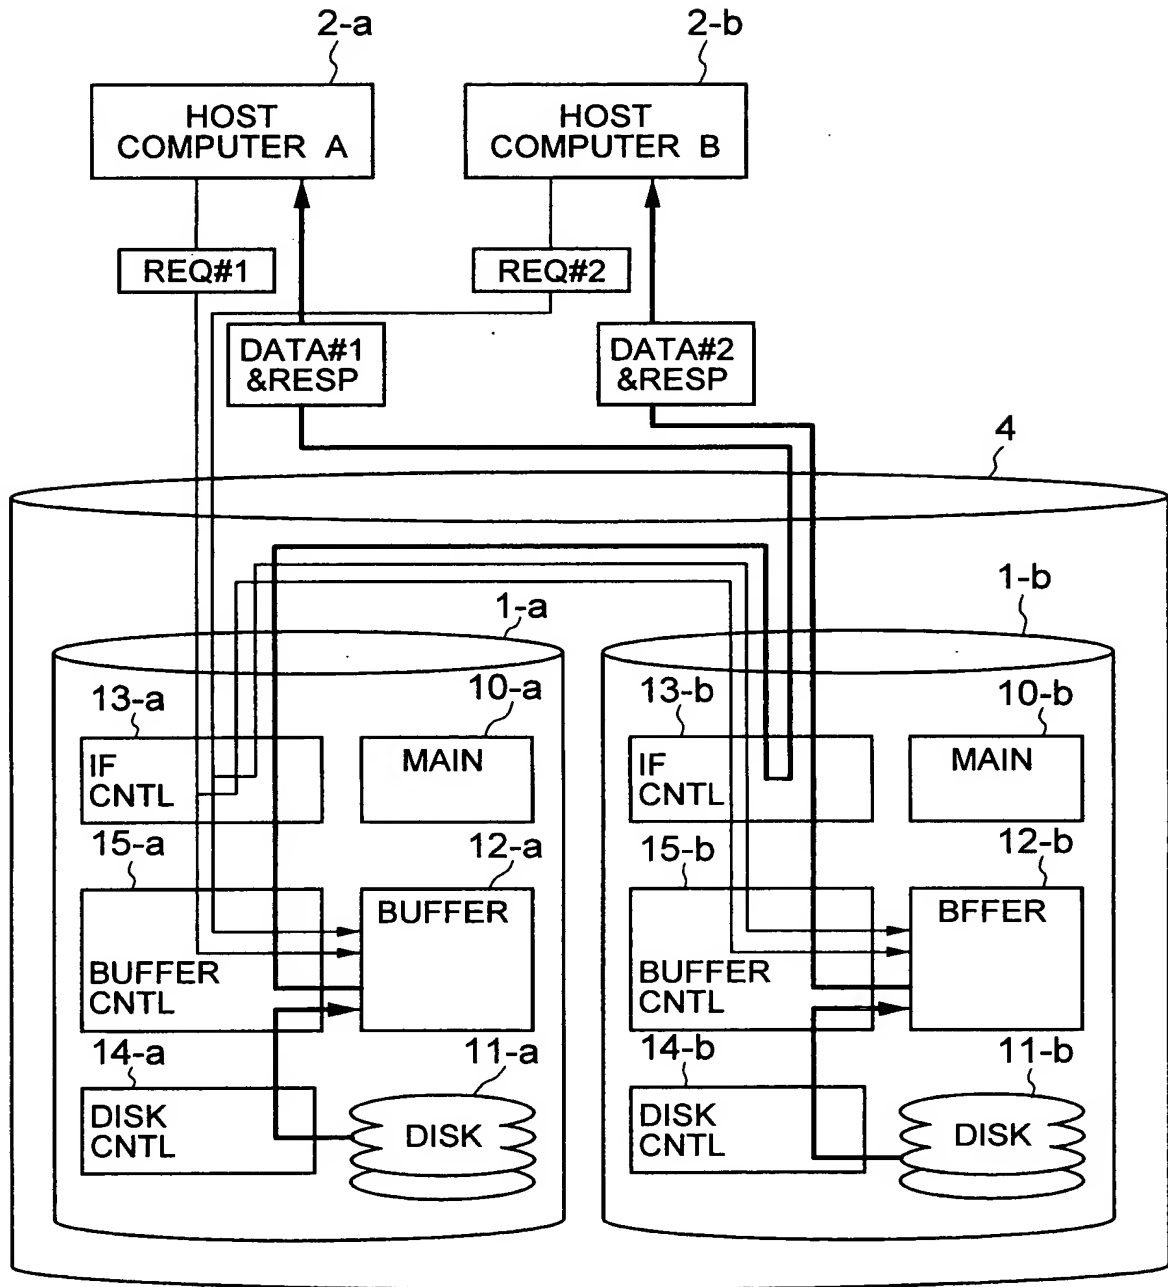 2-a
2-b
HOST
COMPUTER A
HOST
COMPUTER B
REQ#1
REQ#2
DATA#1
&RESP
DATA#2
&RESP
4
1-a
1-b
13-a
10-a
13-b
10-b
IF
CNTL
MAIN
IF
CNTL
MAIN
15-a
12-a
15-b
12-b
BUFFER
BFFER
BUFFER
CNTL
BUFFER
CNTL
14-a
11-a
14-b
11-b
DISK
CNTL
DISK
DISK
CNTL
DISK